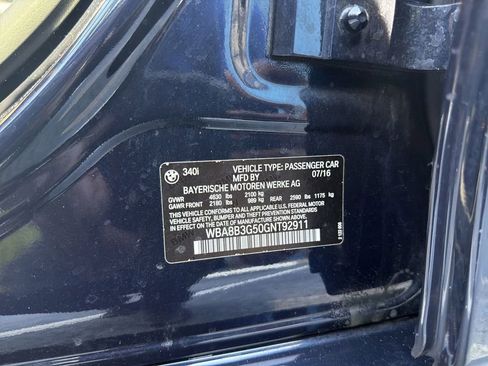 340i VEHICLE TYPE: PASSENGER CAR
MFD BY 07/16
BAYERISCHE MOTOREN WERKE AG
GVWR 4630 lbs 2100 kg
GAWR FRONT 2180 lbs 989 kg REAR 2590 lbs 1175 kg
THIS VEHICLE CONFORMS TO ALL APPLICABLE U.S. FEDERAL MOTOR
VEHICLE SAFETY, BUMPER, AND THEFT PREVENTION STANDARDS
IN EFFECT ON THE DATE OF MANUFACTURE SHOWN ABOVE.
WBA8B3G50GNT92911